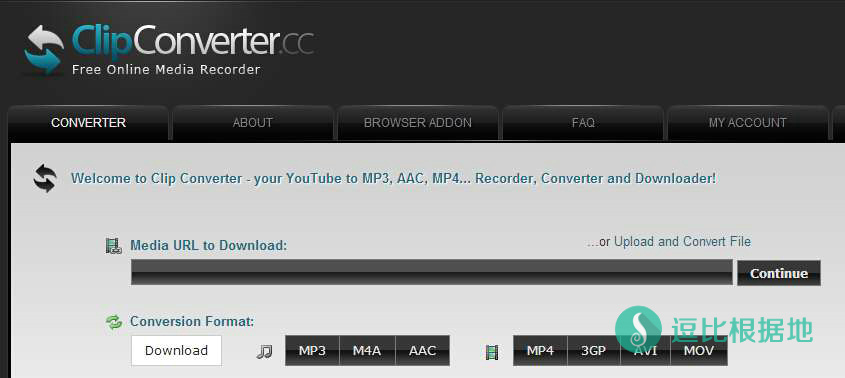 ClipConverter.cc
Free Online Media Recorder
CONVERTER ABOUT BROWSER ADDON FAQ MY ACCOUNT
Welcome to Clip Converter - your YouTube to MP3, AAC, MP4... Recorder, Converter and Downloader!
Media URL to Download: ...or Upload and Convert File
Continue
Conversion Format:
Download MP3 M4A AAC MP4 3GP AVI MOV
逗比根据地